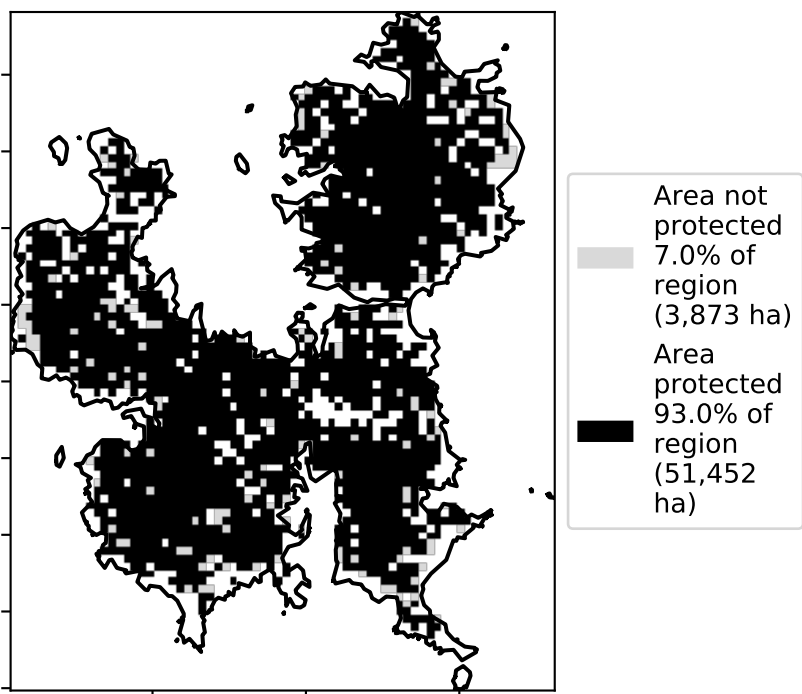 Area not
protected
7.0% of
region
(3,873 ha)
Area
protected
93.0% of
region
(51,452
ha)